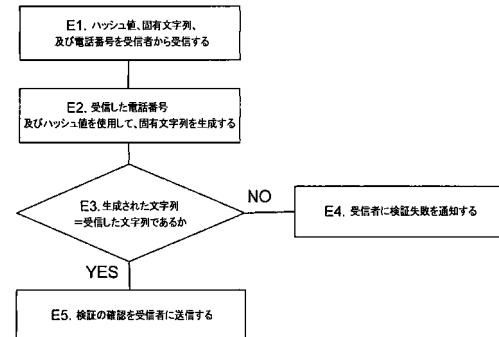 E1. ハッシュ値、固有文字列、
及び電話番号を受信者から受信する
E2. 受信した電話番号
及びハッシュ値を使用して、固有文字列を生成する
E3. 生成された文字列
＝受信した文字列であるか
NO
E4. 受信者に検証失敗を通知する
YES
E5. 検証の確認を受信者に送信する